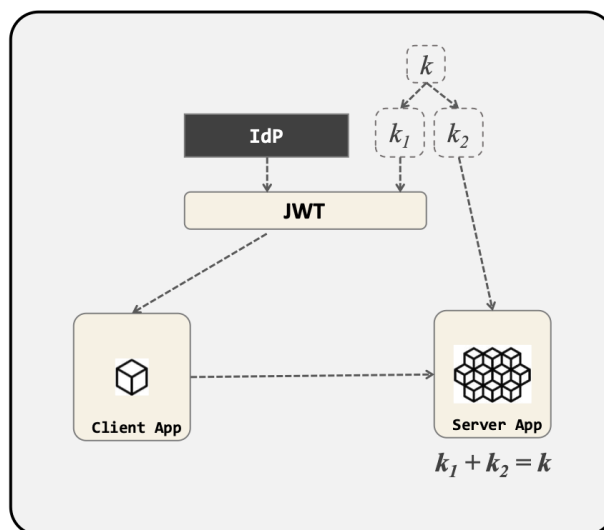 k
IdP
k₁
k₂
JWT
Client App
Server App
k₁ + k₂ = k